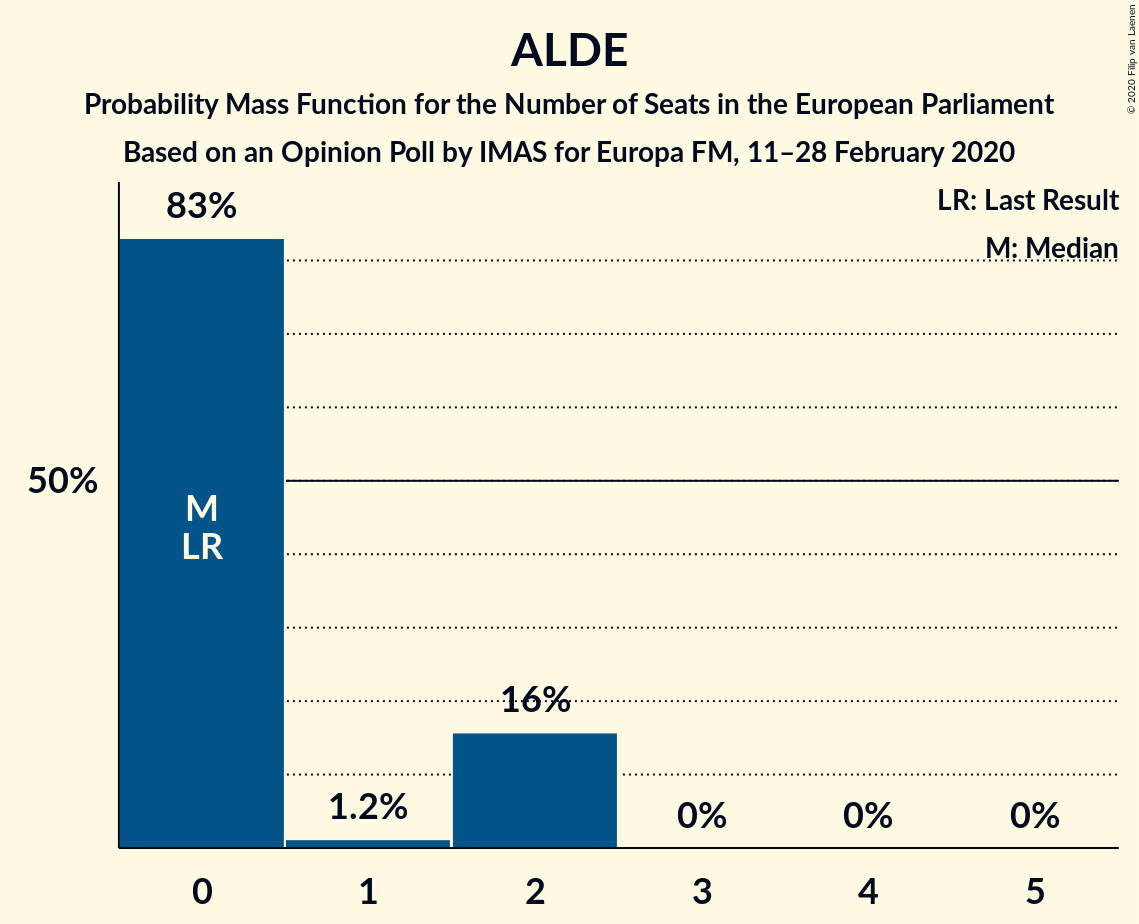 ALDE
Probability Mass Function for the Number of Seats in the European Parliament
Based on an Opinion Poll by IMAS for Europa FM, 11–28 February 2020
© 2020 Filip van Laenen
LR: Last Result
M: Median
83%
50%
M
LR
16%
1.2%
0%
0%
0%
0
1
2
3
4
5